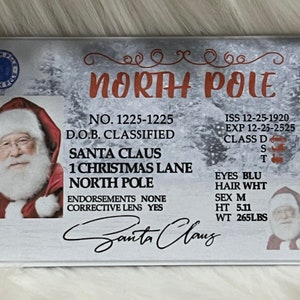 NORTH POLE
NO. 1225-1225
D.O.B. CLASSIFIED
ISS 12-25-1920
EXP 12-25-2525
CLASS D
S
T
SANTA CLAUS
1 CHRISTMAS LANE
NORTH POLE
ENDORSEMENTS NONE
CORRECTIVE LENS YES
EYES BLU
HAIR WHT
SEX M
HT 5.11
WT 265LBS
Santa Claus